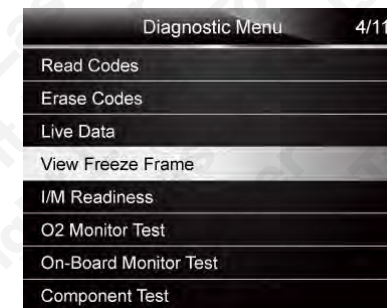 Diagnostic Menu 4/11
Read Codes
Erase Codes
Live Data
View Freeze Frame
I/M Readiness
O2 Monitor Test
On-Board Monitor Test
Component Test